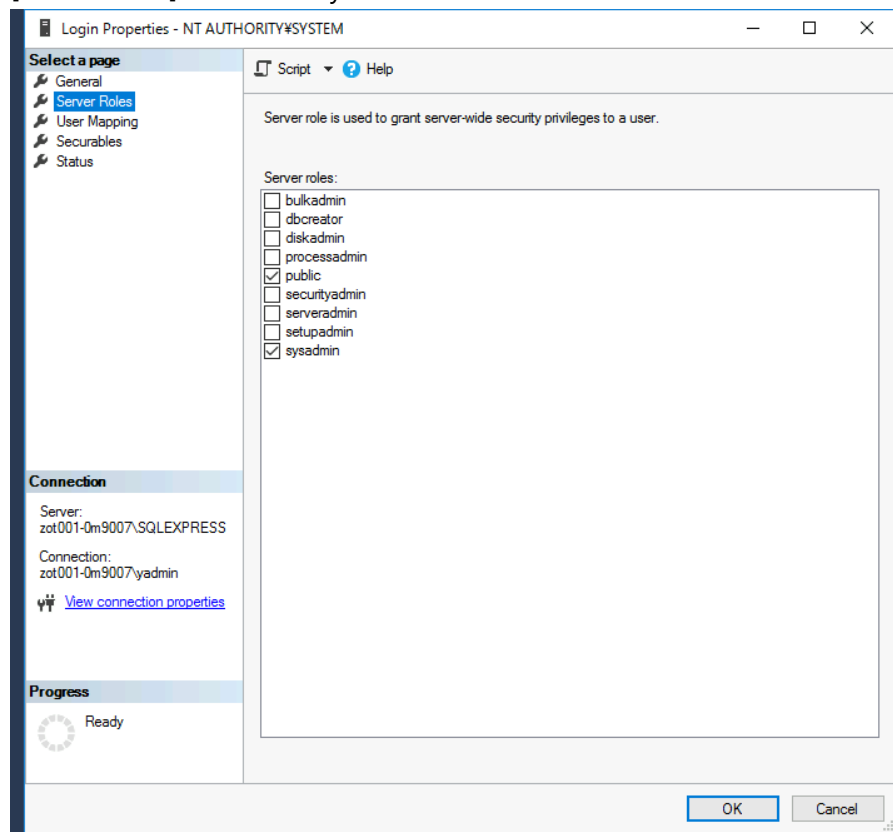 Login Properties - NT AUTHORITY¥SYSTEM
Select a page
General
Server Roles
User Mapping
Securables
Status
Script
Help
Server role is used to grant server-wide security privileges to a user.
Server roles:
bulkadmin
dbcreator
diskadmin
processadmin
public
securityadmin
serveradmin
setupadmin
sysadmin
Connection
Server:
zot001-0m9007\SQLEXPRESS
Connection:
zot001-0m9007\yadmin
View connection properties
Progress
Ready
OK
Cancel